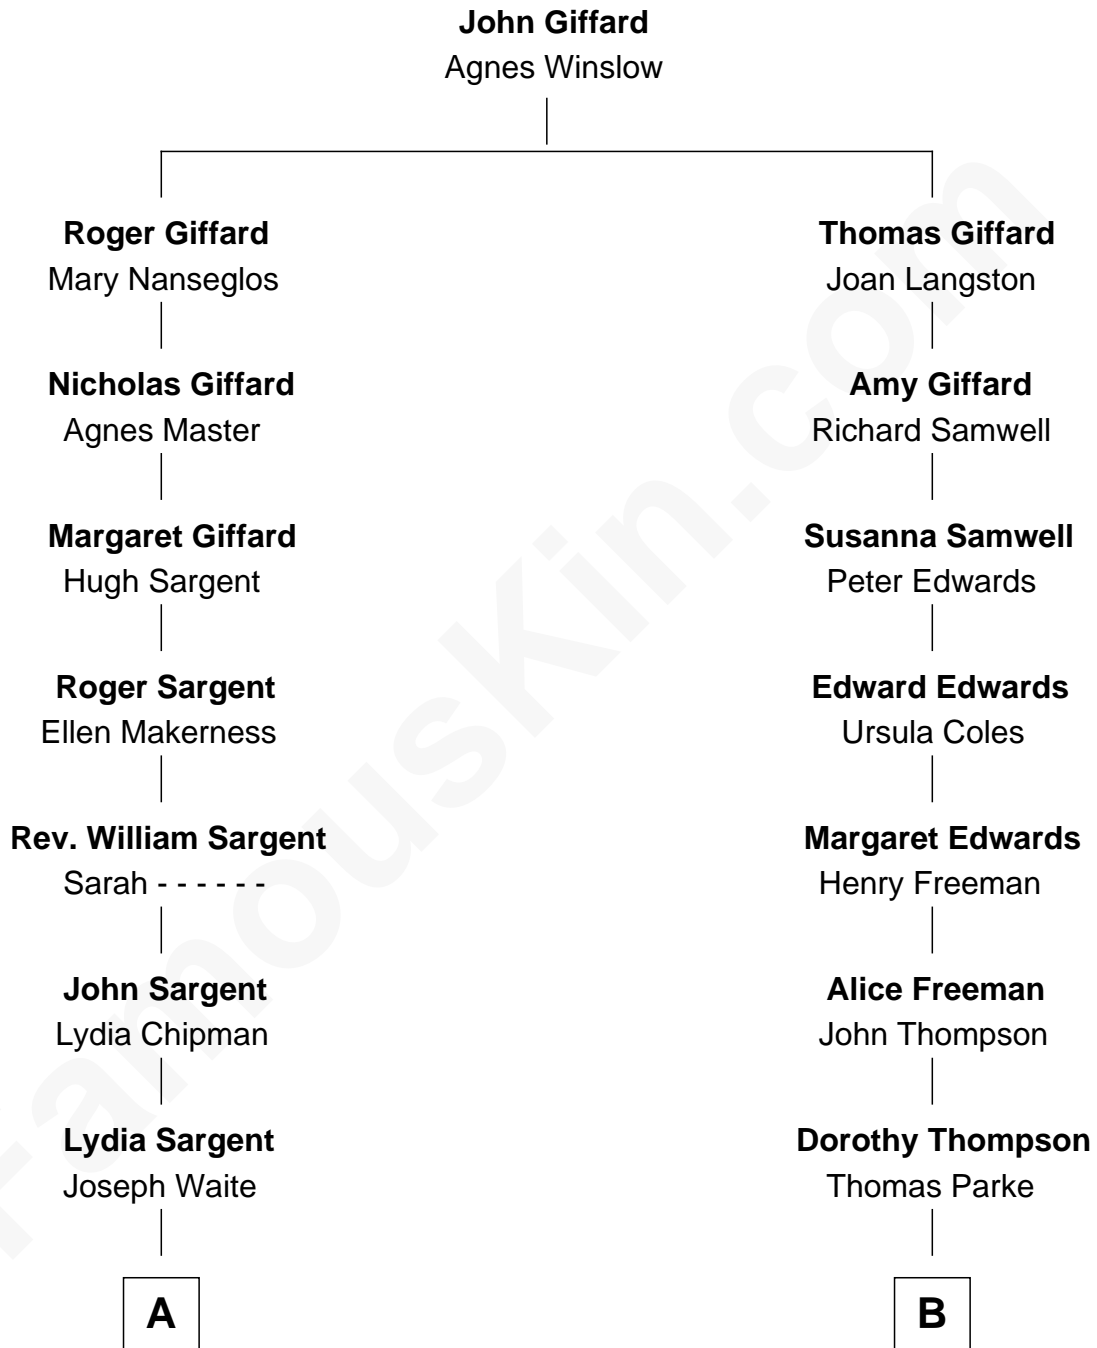 John Giffard
Agnes Winslow
Roger Giffard
Mary Nanseglos
Thomas Giffard
Joan Langston
Nicholas Giffard
Agnes Master
Amy Giffard
Richard Samwell
Margaret Giffard
Hugh Sargent
Susanna Samwell
Peter Edwards
Roger Sargent
Ellen Makerness
Edward Edwards
Ursula Coles
Rev. William Sargent
Sarah - - - - - -
Margaret Edwards
Henry Freeman
John Sargent
Lydia Chipman
Alice Freeman
John Thompson
Lydia Sargent
Joseph Waite
Dorothy Thompson
Thomas Parke
A
B
FamousKin.com